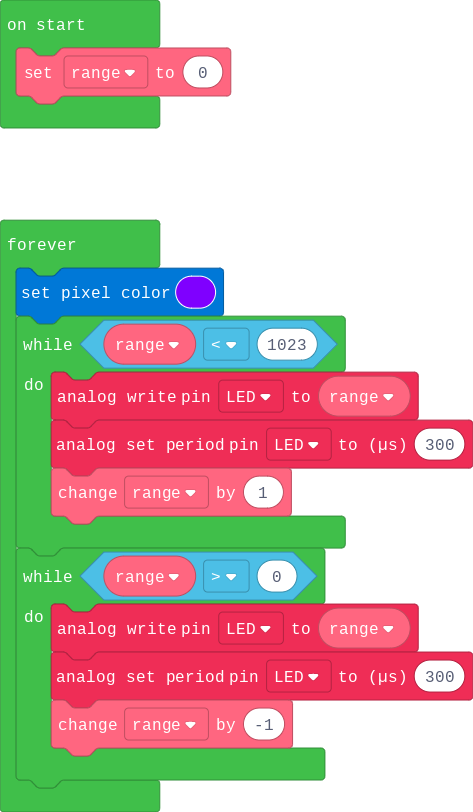 on start
set range to 0
forever
set pixel color
while range < 1023
do analog write pin LED to range
analog set period pin LED to (µs) 300
change range by 1
while range > 0
do analog write pin LED to range
analog set period pin LED to (µs) 300
change range by -1